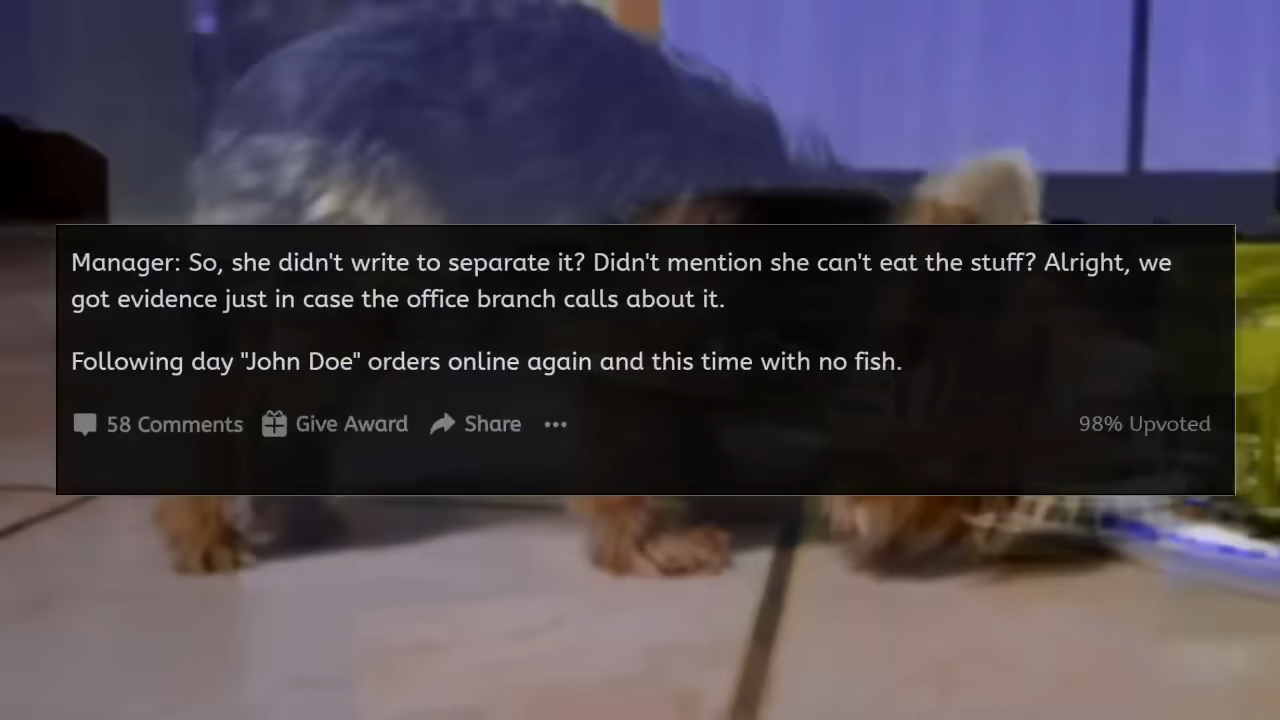 Manager: So, she didn't write to separate it? Didn't mention she can't eat the stuff? Alright, we
got evidence just in case the office branch calls about it.
Following day "John Doe" orders online again and this time with no fish.
58 Comments Give Award Share ••• 98% Upvoted